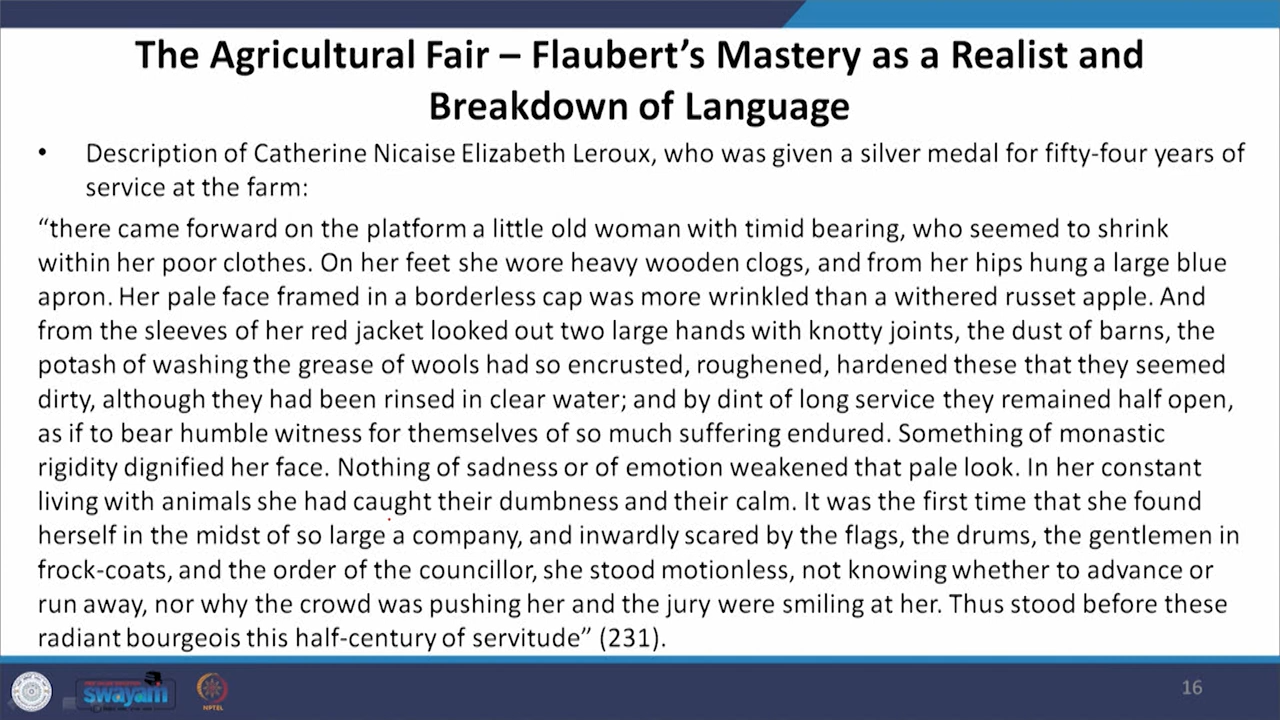 The Agricultural Fair – Flaubert’s Mastery as a Realist and
Breakdown of Language
• Description of Catherine Nicaise Elizabeth Leroux, who was given a silver medal for fifty-four years of
service at the farm:
“there came forward on the platform a little old woman with timid bearing, who seemed to shrink
within her poor clothes. On her feet she wore heavy wooden clogs, and from her hips hung a large blue
apron. Her pale face framed in a borderless cap was more wrinkled than a withered russet apple. And
from the sleeves of her red jacket looked out two large hands with knotty joints, the dust of barns, the
potash of washing the grease of wools had so encrusted, roughened, hardened these that they seemed
dirty, although they had been rinsed in clear water; and by dint of long service they remained half open,
as if to bear humble witness for themselves of so much suffering endured. Something of monastic
rigidity dignified her face. Nothing of sadness or of emotion weakened that pale look. In her constant
living with animals she had caught their dumbness and their calm. It was the first time that she found
herself in the midst of so large a company, and inwardly scared by the flags, the drums, the gentlemen in
frock-coats, and the order of the councillor, she stood motionless, not knowing whether to advance or
run away, nor why the crowd was pushing her and the jury were smiling at her. Thus stood before these
radiant bourgeois this half-century of servitude” (231).
swayam
NPTEL
16